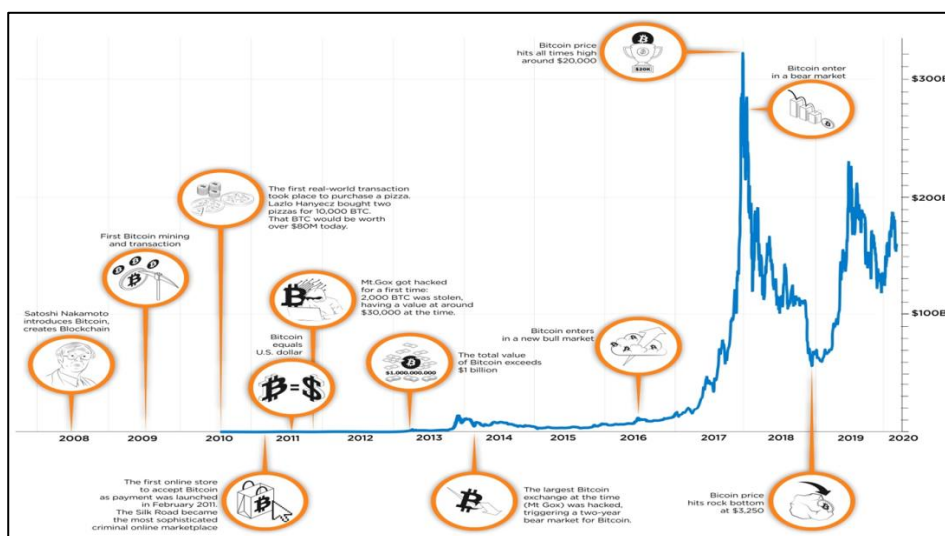 Satoshi Nakamoto
introduces Bitcoin,
creates Blockchain
First Bitcoin mining
and transaction
The first real-world transaction
took place to purchase a pizza.
Lazlo Hanyecz bought two
pizzas for 10,000 BTC.
That BTC would be worth
over $80M today.
Bitcoin
equals
U.S. dollar
Mt.Gox got hacked
for a first time:
2,000 BTC was stolen,
having a value at around
$30,000 at the time.
$1.000.000.000
The total value
of Bitcoin exceeds
$1 billion
Bitcoin enters
in a new bull market
Bitcoin price
hits all times high
around $20,000
$20K
Bitcoin enter
in a bear market
$300B
$200B
$100B
2008 2009 2010 2011 2012 2013 2014 2015 2016 2017 2018 2019 2020
The first online store
to accept Bitcoin
as payment was launched
in February 2011.
The Silk Road became
the most sophisticated
criminal online marketplace
The largest Bitcoin
exchange at the time
(Mt Gox) was hacked,
triggering a two-year
bear market for Bitcoin.
Bicoin price
hits rock bottom
at $3,250